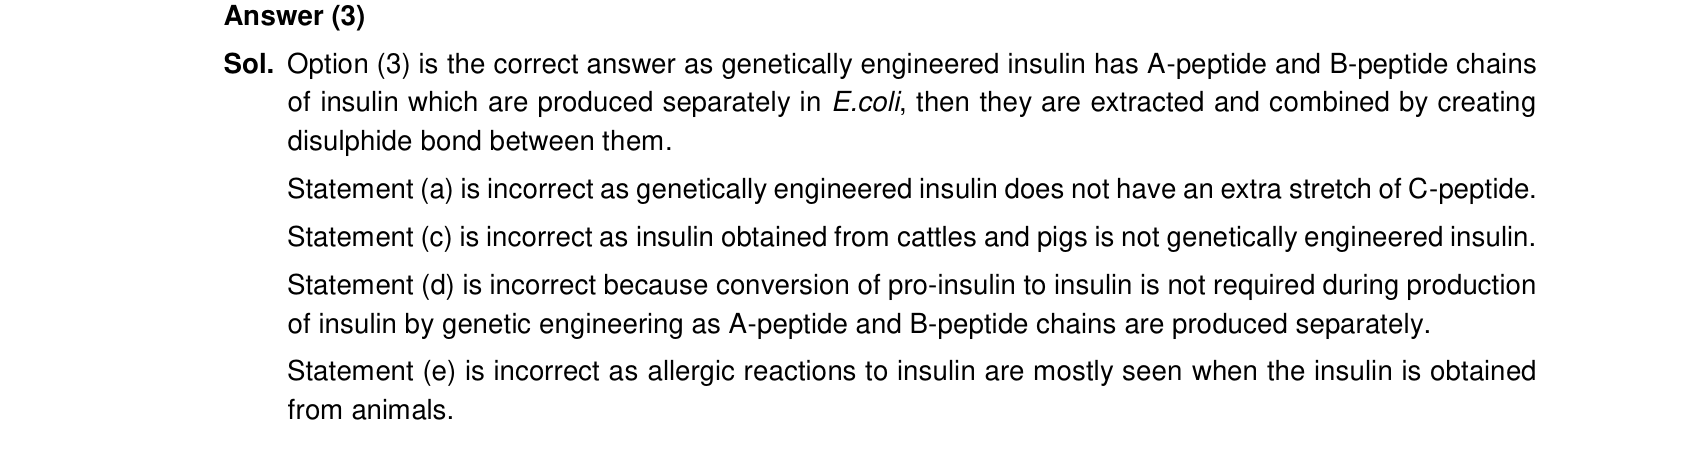 Answer (3)
Sol. Option (3) is the correct answer as genetically engineered insulin has A-peptide and B-peptide chains
of insulin which are produced separately in E.coli, then they are extracted and combined by creating
disulphide bond between them.
Statement (a) is incorrect as genetically engineered insulin does not have an extra stretch of C-peptide.
Statement (c) is incorrect as insulin obtained from cattles and pigs is not genetically engineered insulin.
Statement (d) is incorrect because conversion of pro-insulin to insulin is not required during production
of insulin by genetic engineering as A-peptide and B-peptide chains are produced separately.
Statement (e) is incorrect as allergic reactions to insulin are mostly seen when the insulin is obtained
from animals.